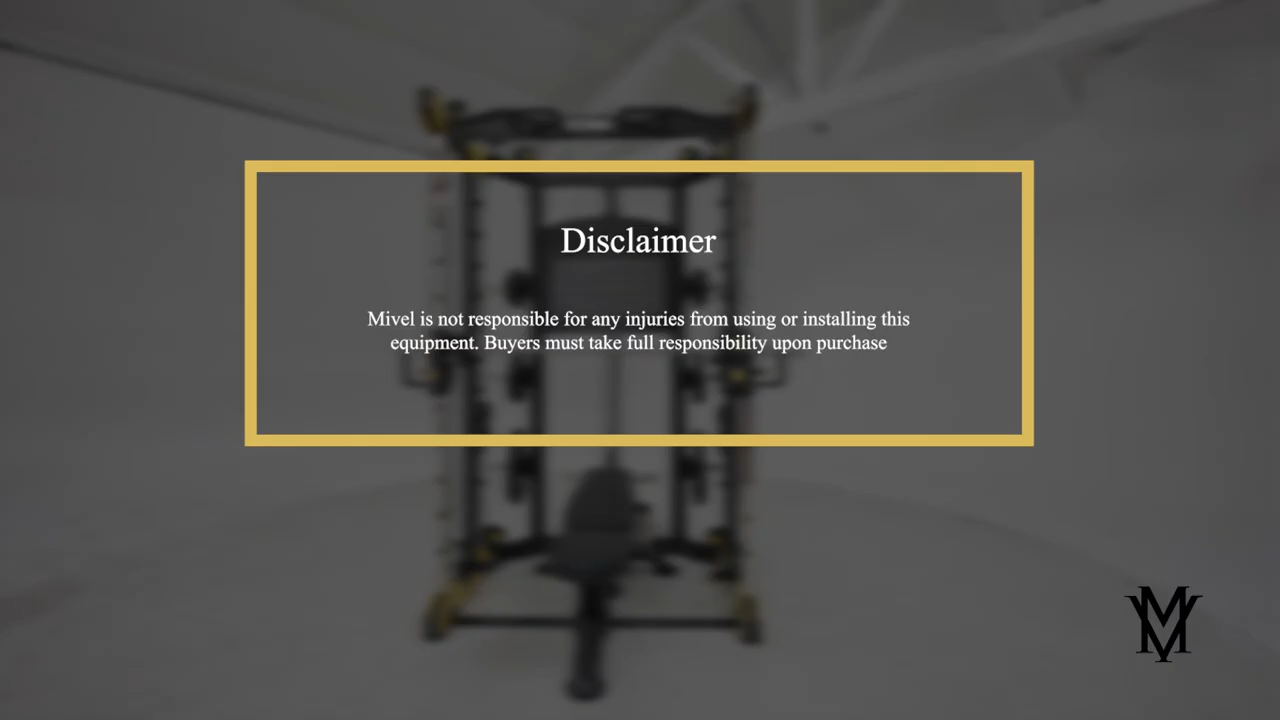 Disclaimer
Mivel is not responsible for any injuries from using or installing this
equipment. Buyers must take full responsibility upon purchase
MV